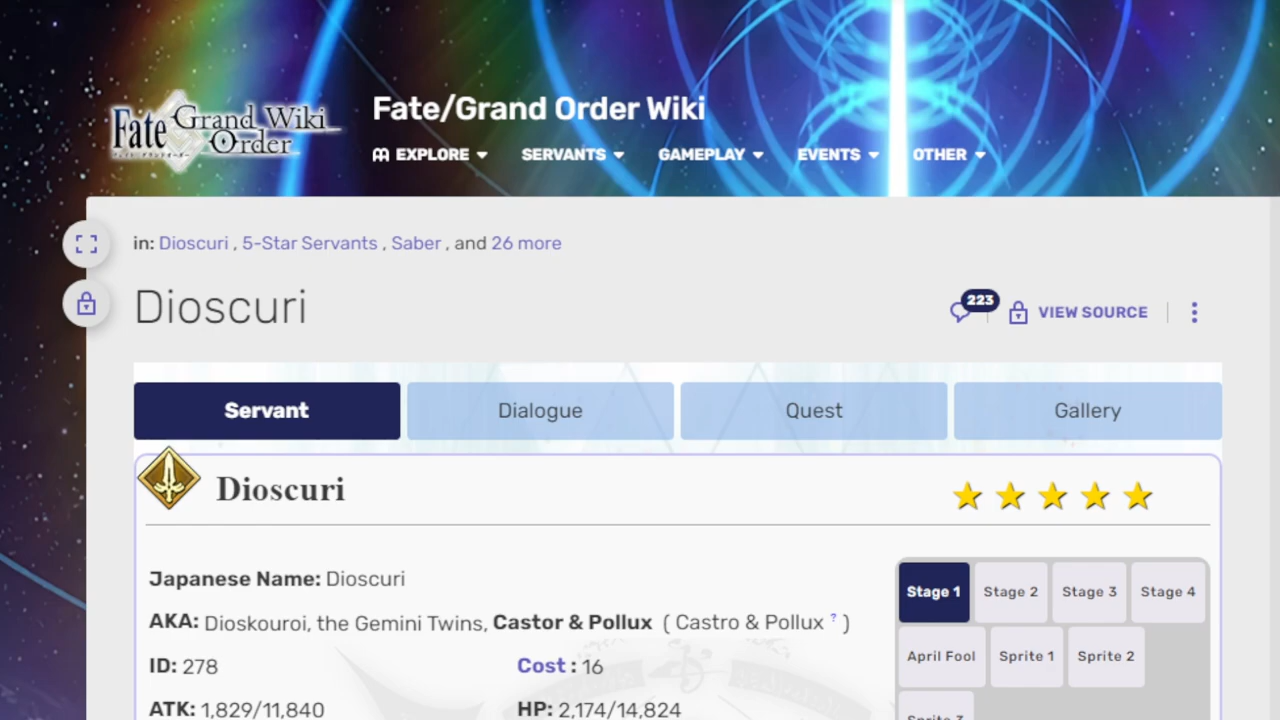 Fate Grand Wiki
Order
Fate/Grand Order Wiki
EXPLORE SERVANTS GAMEPLAY EVENTS OTHER
in: Dioscuri , 5-Star Servants , Saber , and 26 more
Dioscuri
223
VIEW SOURCE
Servant Dialogue Quest Gallery
Dioscuri
Japanese Name: Dioscuri
AKA: Dioskouroi, the Gemini Twins, Castor & Pollux ( Castro & Pollux ? )
ID: 278 Cost : 16
ATK: 1,829/11,840 HP: 2,174/14,824
Stage 1 Stage 2 Stage 3 Stage 4
April Fool Sprite 1 Sprite 2
Sprite 3